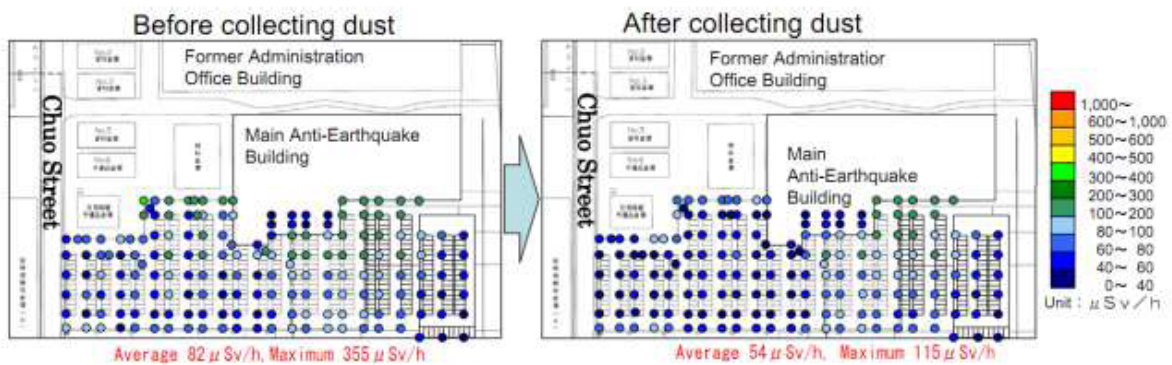 Before collecting dust
After collecting dust
Former Administration
Office Building
Chuo Street
Main Anti-Earthquake
Building
Average 82μSv/h, Maximum 355μSv/h
Former Administratior
Office Building
Chuo Street
Main
Anti-Earthquake
Building
Average 54μSv/h, Maximum 115μSv/h
1,000～
600～1,000
500～600
400～500
300～400
200～300
100～200
80～100
60～ 80
40～ 60
0～ 40
Unit：μSv/h